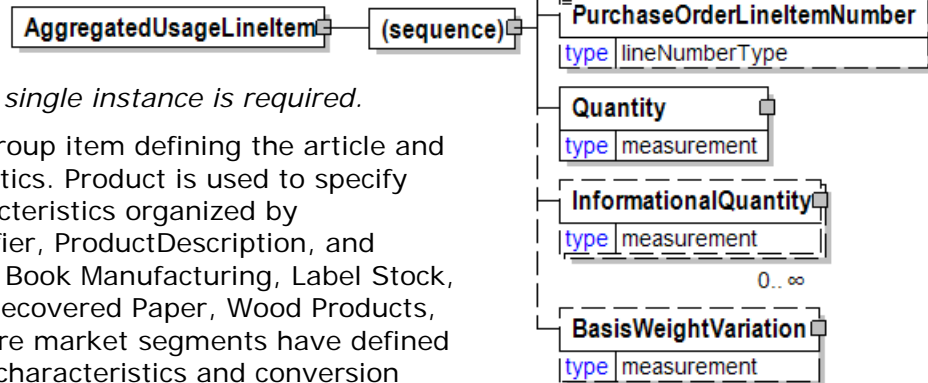 AggregatedUsageLineItem
(sequence)
PurchaseOrderLineItemNumber
type lineNumberType
Quantity
type measurement
InformationalQuantity
type measurement
0.. ∞
BasisWeightVariation
type measurement
single instance is required.
roup item defining the article and
tics. Product is used to specify
cteristics organized by
fier, ProductDescription, and
Book Manufacturing, Label Stock,
ecovered Paper, Wood Products,
re market segments have defined
characteristics and conversion